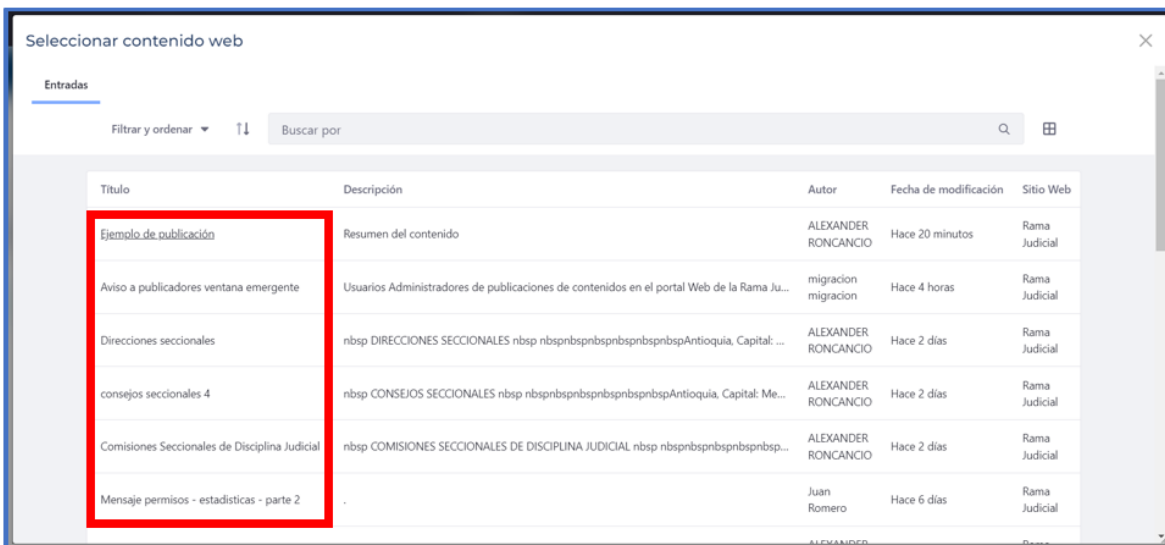 Seleccionar contenido web
Entradas
Filtrar y ordenar
Buscar por
Título Descripción Autor Fecha de modificación Sitio Web
Ejemplo de publicación Resumen del contenido ALEXANDER RONCANCIO Hace 20 minutos Rama Judicial
Aviso a publicadores ventana emergente Usuarios Administradores de publicaciones de contenidos en el portal Web de la Rama Ju... migracion migracion Hace 4 horas Rama Judicial
Direcciones seccionales nbsp DIRECCIONES SECCIONALES nbsp nbspnbspnbspnbspnbspnbspAntioquia, Capital: ... ALEXANDER RONCANCIO Hace 2 días Rama Judicial
consejos seccionales 4 nbsp CONSEJOS SECCIONALES nbsp nbspnbspnbspnbspnbspnbspAntioquia, Capital: Me... ALEXANDER RONCANCIO Hace 2 días Rama Judicial
Comisiones Seccionales de Disciplina Judicial nbsp COMISIONES SECCIONALES DE DISCIPLINA JUDICIAL nbsp nbspnbspnbspnbspnbsp... ALEXANDER RONCANCIO Hace 2 días Rama Judicial
Mensaje permisos - estadisticas - parte 2 . Juan Romero Hace 6 días Rama Judicial